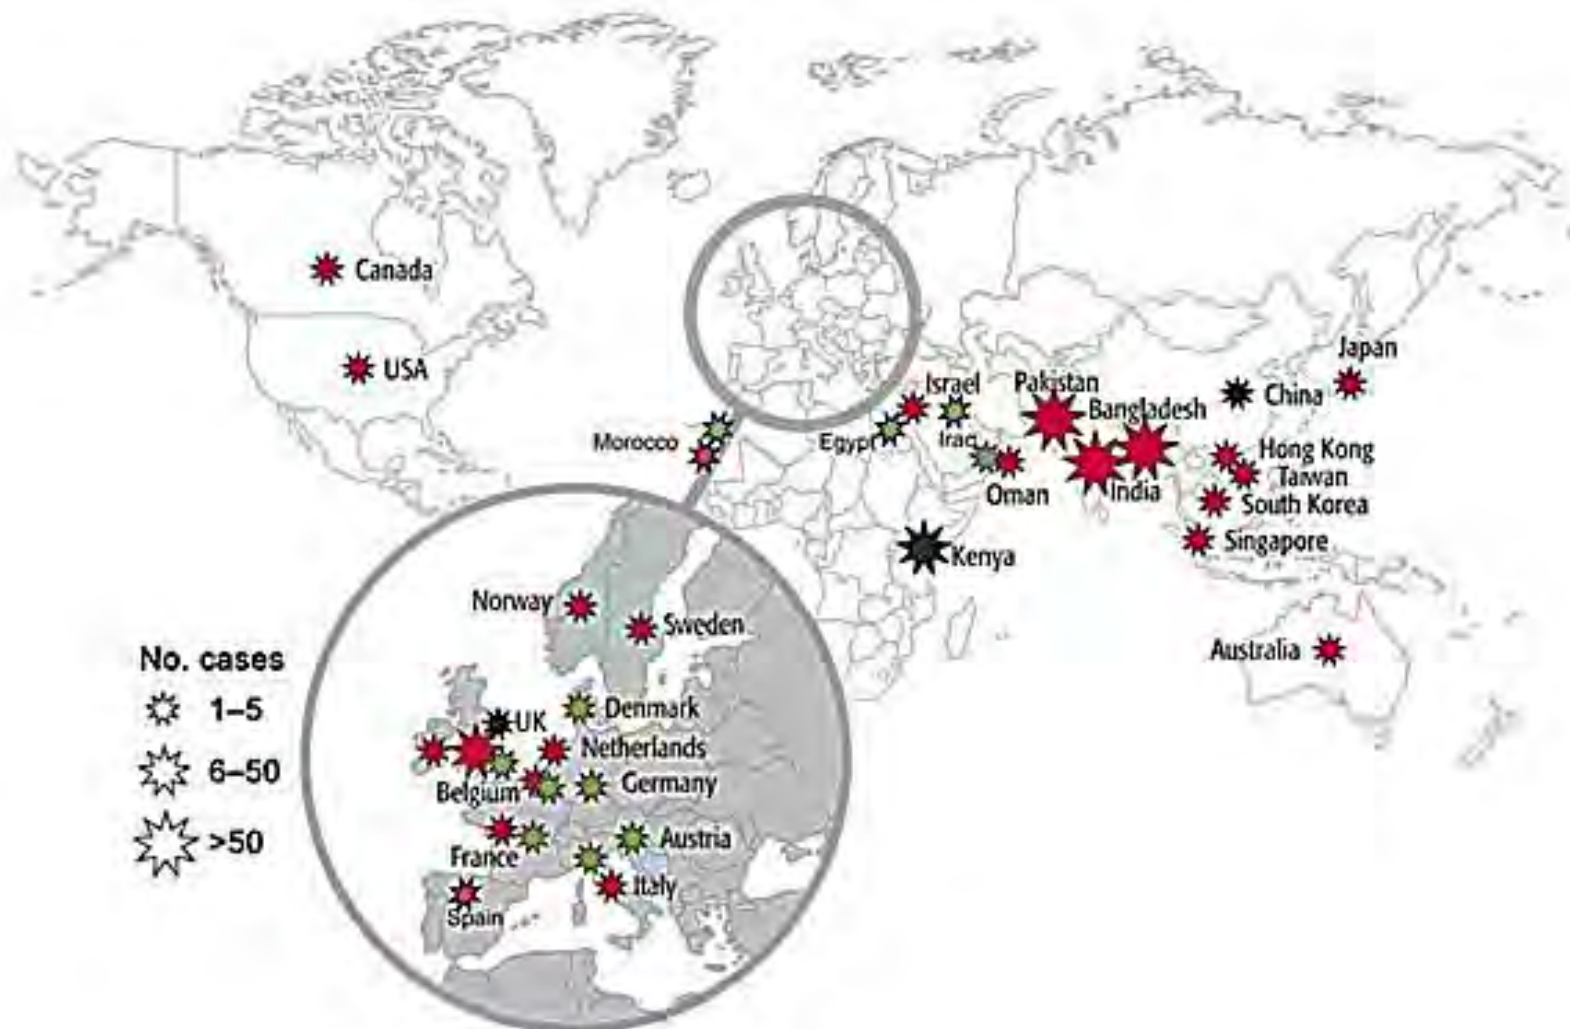 Canada
USA
Japan
Israel
Pakistan
China
Bangladesh
Morocco
Egypt
Iraq
Hong Kong
Taiwan
Oman
India
South Korea
Singapore
Kenya
Norway
Sweden
Australia
No. cases
1–5
6–50
>50
Denmark
UK
Netherlands
Belgium
Germany
France
Austria
Italy
Spain